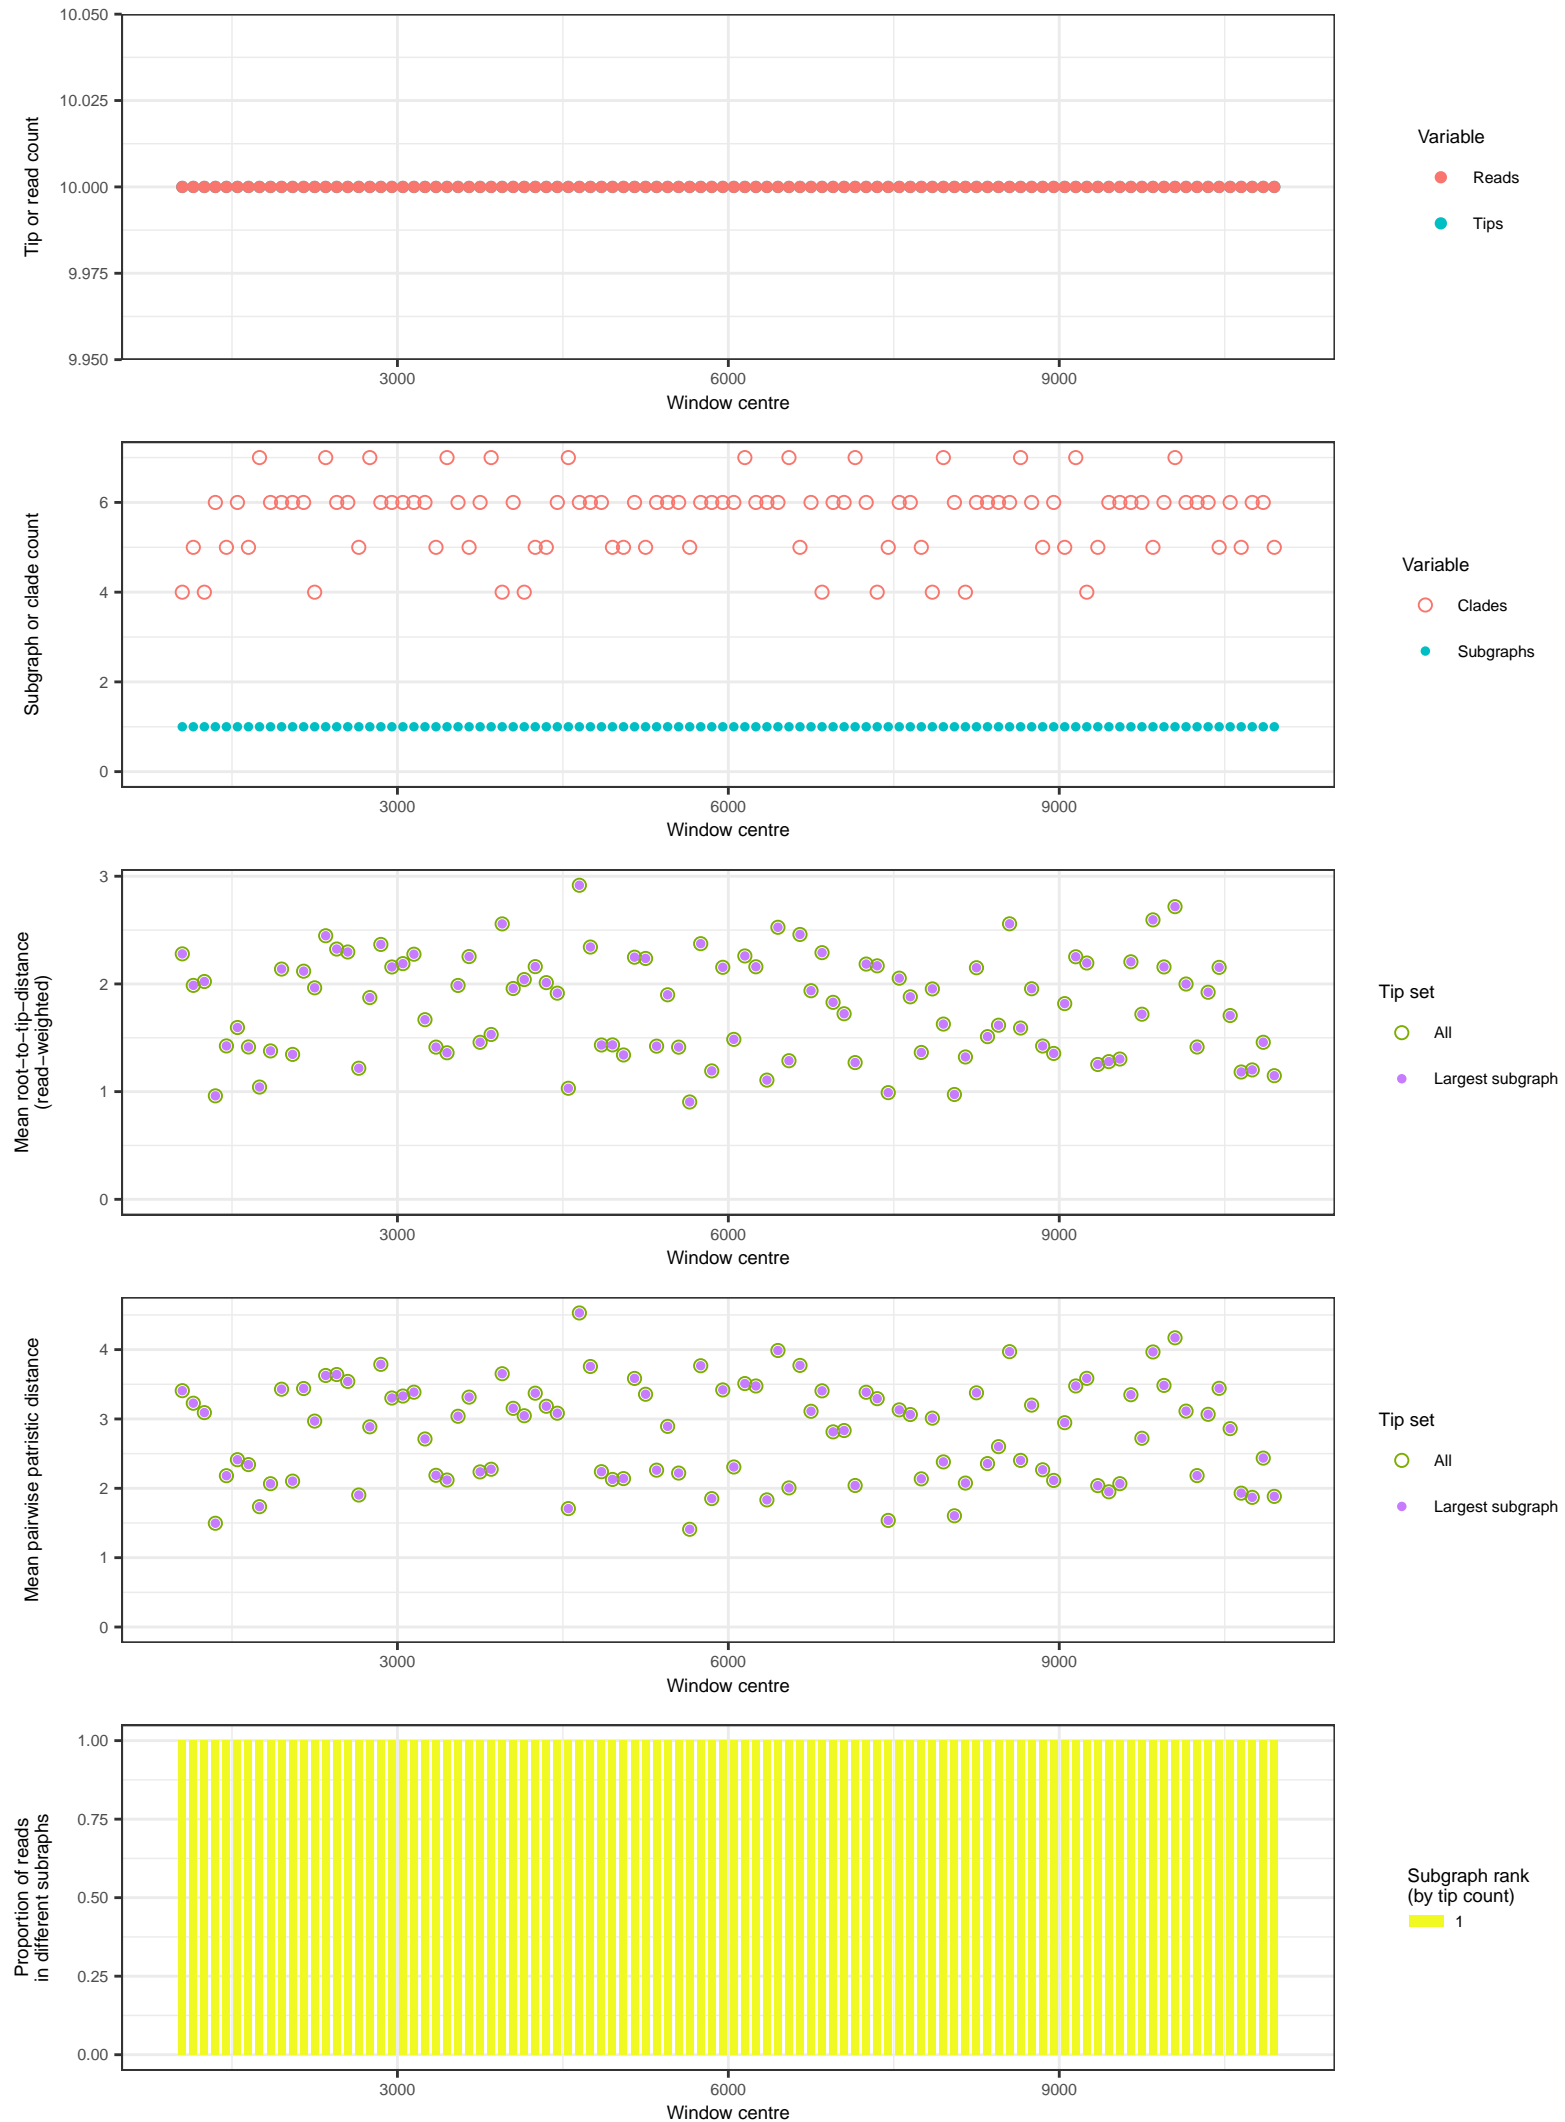 10.050
10.025
10.000
9.975
9.950
Tip or read count
3000 6000 9000
Window centre
Variable
Reads
Tips
6
4
2
0
Subgraph or clade count
3000 6000 9000
Window centre
Variable
Clades
Subgraphs
3
2
1
0
Mean root−to−tip−distance
(read−weighted)
3000 6000 9000
Window centre
Tip set
All
Largest subgraph
4
3
2
1
0
Mean pairwise patristic distance
3000 6000 9000
Window centre
Tip set
All
Largest subgraph
1.00
0.75
0.50
0.25
0.00
Proportion of reads
in different subraphs
3000 6000 9000
Window centre
Subgraph rank
(by tip count)
1